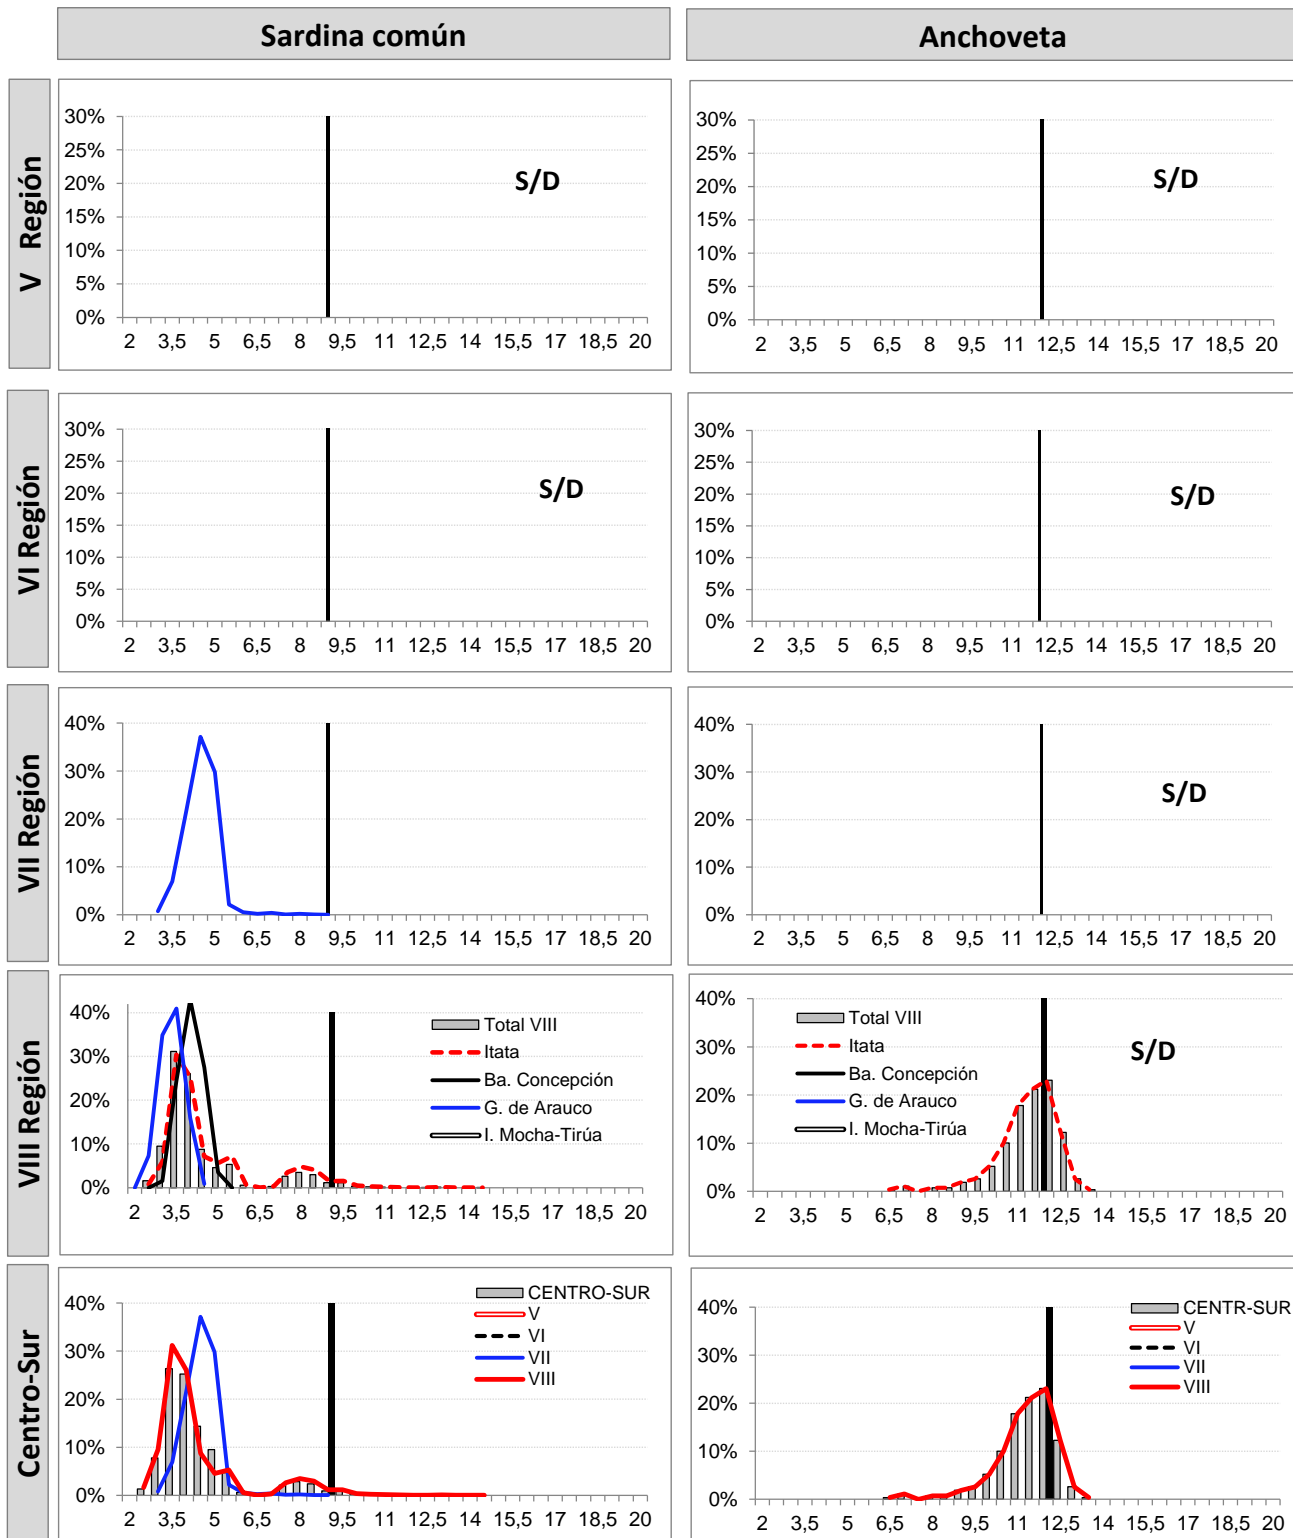 Sardina común
Anchoveta
V Región
30%
25%
20%
15%
10%
5%
0%
S/D
2 3,5 5 6,5 8 9,5 11 12,5 14 15,5 17 18,5 20
30%
25%
20%
15%
10%
5%
0%
S/D
2 3,5 5 6,5 8 9,5 11 12,5 14 15,5 17 18,5 20
VI Región
30%
25%
20%
15%
10%
5%
0%
S/D
2 3,5 5 6,5 8 9,5 11 12,5 14 15,5 17 18,5 20
30%
25%
20%
15%
10%
5%
0%
S/D
2 3,5 5 6,5 8 9,5 11 12,5 14 15,5 17 18,5 20
VII Región
40%
30%
20%
10%
0%
2 3,5 5 6,5 8 9,5 11 12,5 14 15,5 17 18,5 20
40%
30%
20%
10%
0%
S/D
2 3,5 5 6,5 8 9,5 11 12,5 14 15,5 17 18,5 20
VIII Región
40%
30%
20%
10%
0%
Total VIII
Itata
Ba. Concepción
G. de Arauco
I. Mocha-Tirúa
2 3,5 5 6,5 8 9,5 11 12,5 14 15,5 17 18,5 20
40%
30%
20%
10%
0%
Total VIII
Itata
Ba. Concepción
G. de Arauco
I. Mocha-Tirúa
S/D
2 3,5 5 6,5 8 9,5 11 12,5 14 15,5 17 18,5 20
Centro-Sur
40%
30%
20%
10%
0%
CENTRO-SUR
V
VI
VII
VIII
2 3,5 5 6,5 8 9,5 11 12,5 14 15,5 17 18,5 20
40%
30%
20%
10%
0%
CENTR-SUR
V
VI
VII
VIII
2 3,5 5 6,5 8 9,5 11 12,5 14 15,5 17 18,5 20